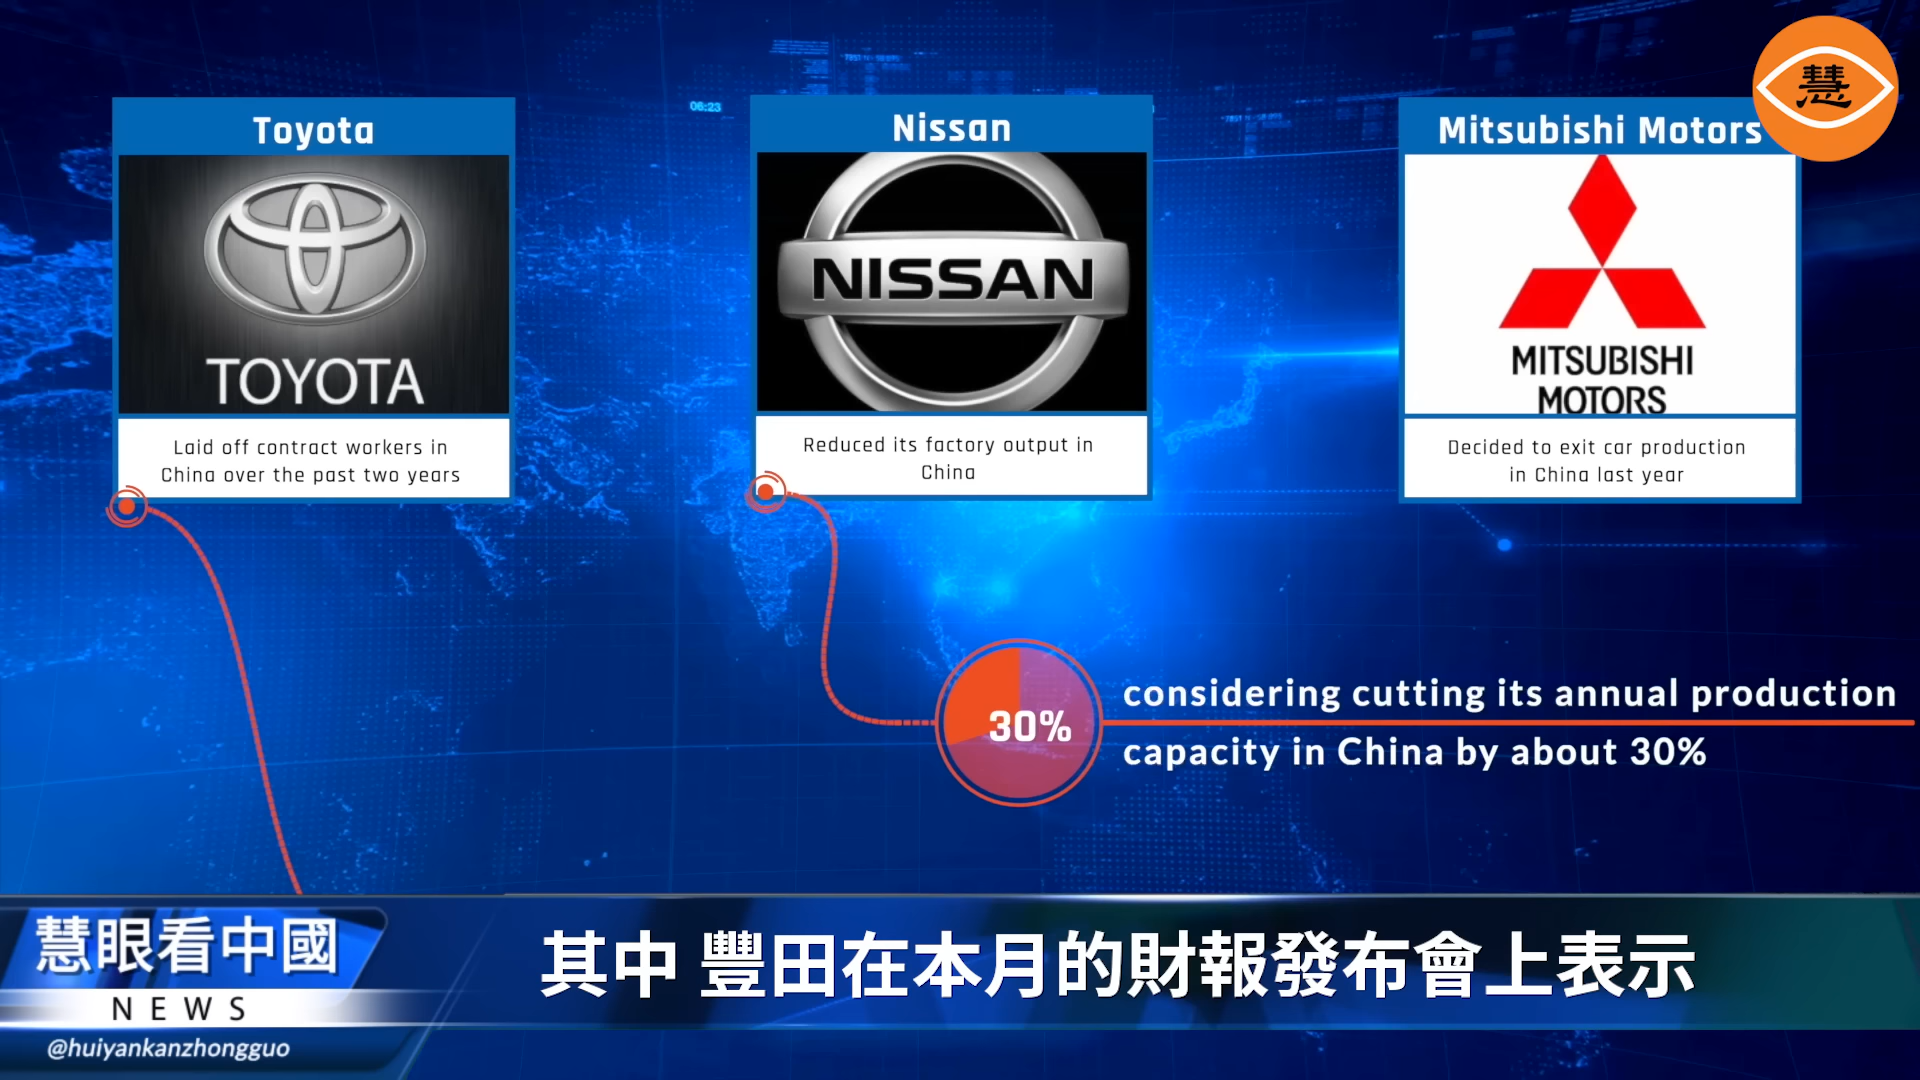 慧
06:23
Toyota
Nissan
Mitsubishi Motors
TOYOTA
NISSAN
MITSUBISHI
MOTORS
Laid off contract workers in
China over the past two years
Reduced its factory output in
China
Decided to exit car production
in China last year
30%
considering cutting its annual production
capacity in China by about 30%
慧眼看中國
NEWS
@huiyankanzhongguo
其中 豐田在本月的財報發布會上表示